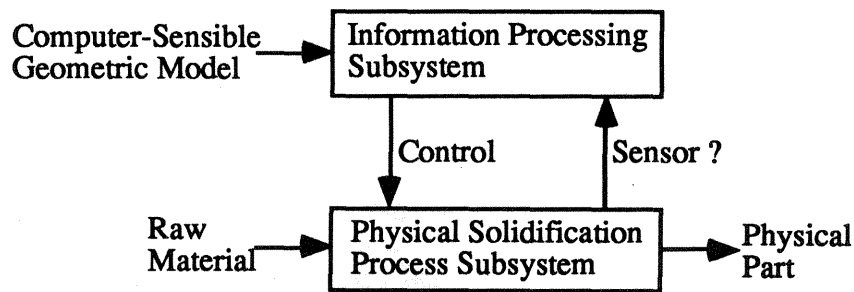 Computer-Sensible
Geometric Model
Information Processing
Subsystem
Control
Sensor ?
Raw
Material
Physical Solidification
Process Subsystem
Physical
Part